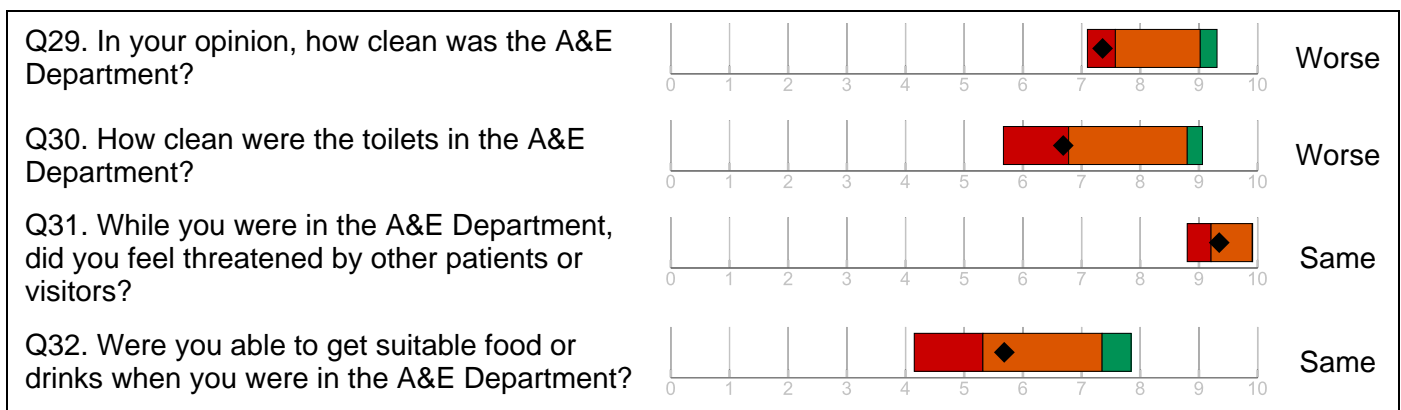 Q29. In your opinion, how clean was the A&E
Department?
0 1 2 3 4 5 6 7 8 9 10
Worse
Q30. How clean were the toilets in the A&E
Department?
0 1 2 3 4 5 6 7 8 9 10
Worse
Q31. While you were in the A&E Department,
did you feel threatened by other patients or
visitors?
0 1 2 3 4 5 6 7 8 9 10
Same
Q32. Were you able to get suitable food or
drinks when you were in the A&E Department?
0 1 2 3 4 5 6 7 8 9 10
Same